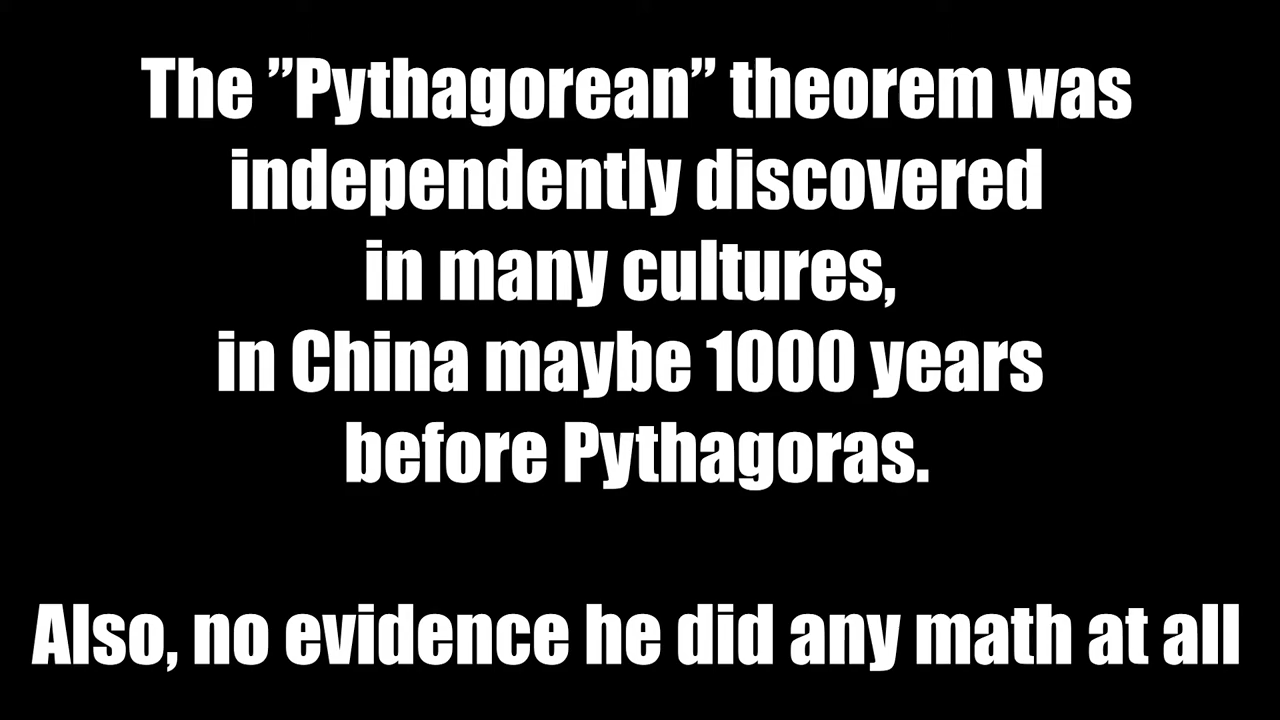 The ”Pythagorean” theorem was
independently discovered
in many cultures,
in China maybe 1000 years
before Pythagoras.
Also, no evidence he did any math at all